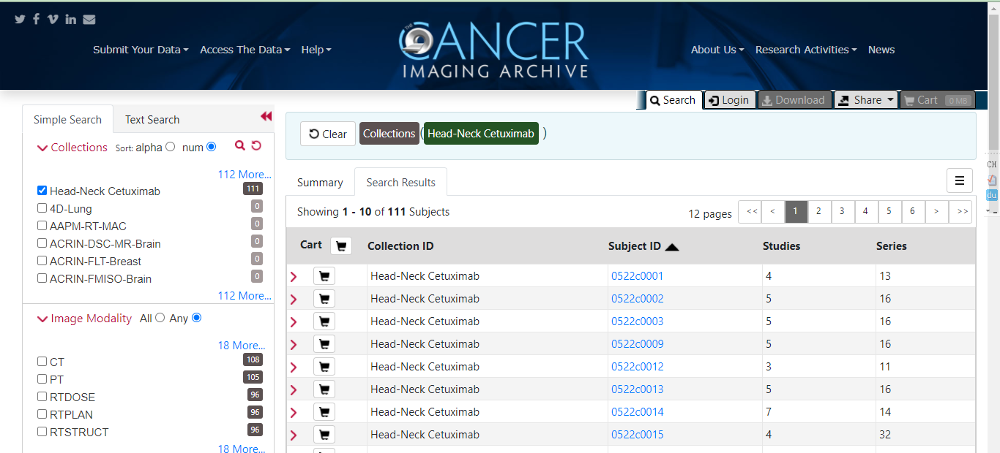 Submit Your Data Access The Data Help
THE CANCER
IMAGING ARCHIVE
About Us Research Activities News
Search Login Download Share Cart 0 MB
Simple Search Text Search
Clear Collections ( Head-Neck Cetuximab )
Collections Sort: alpha num
112 More...
Head-Neck Cetuximab 111
4D-Lung 0
AAPM-RT-MAC 0
ACRIN-DSC-MR-Brain 0
ACRIN-FLT-Breast 0
ACRIN-FMISO-Brain 0
112 More...
Image Modality All Any
18 More...
CT 108
PT 105
RTDOSE 96
RTPLAN 96
RTSTRUCT 96
18 More...
Summary Search Results
Showing 1 - 10 of 111 Subjects
12 pages << < 1 2 3 4 5 6 > >>
Cart Collection ID Subject ID Studies Series
Head-Neck Cetuximab 0522c0001 4 13
Head-Neck Cetuximab 0522c0002 5 16
Head-Neck Cetuximab 0522c0003 5 16
Head-Neck Cetuximab 0522c0009 5 16
Head-Neck Cetuximab 0522c0012 3 11
Head-Neck Cetuximab 0522c0013 5 16
Head-Neck Cetuximab 0522c0014 7 14
Head-Neck Cetuximab 0522c0015 4 32
CH
du